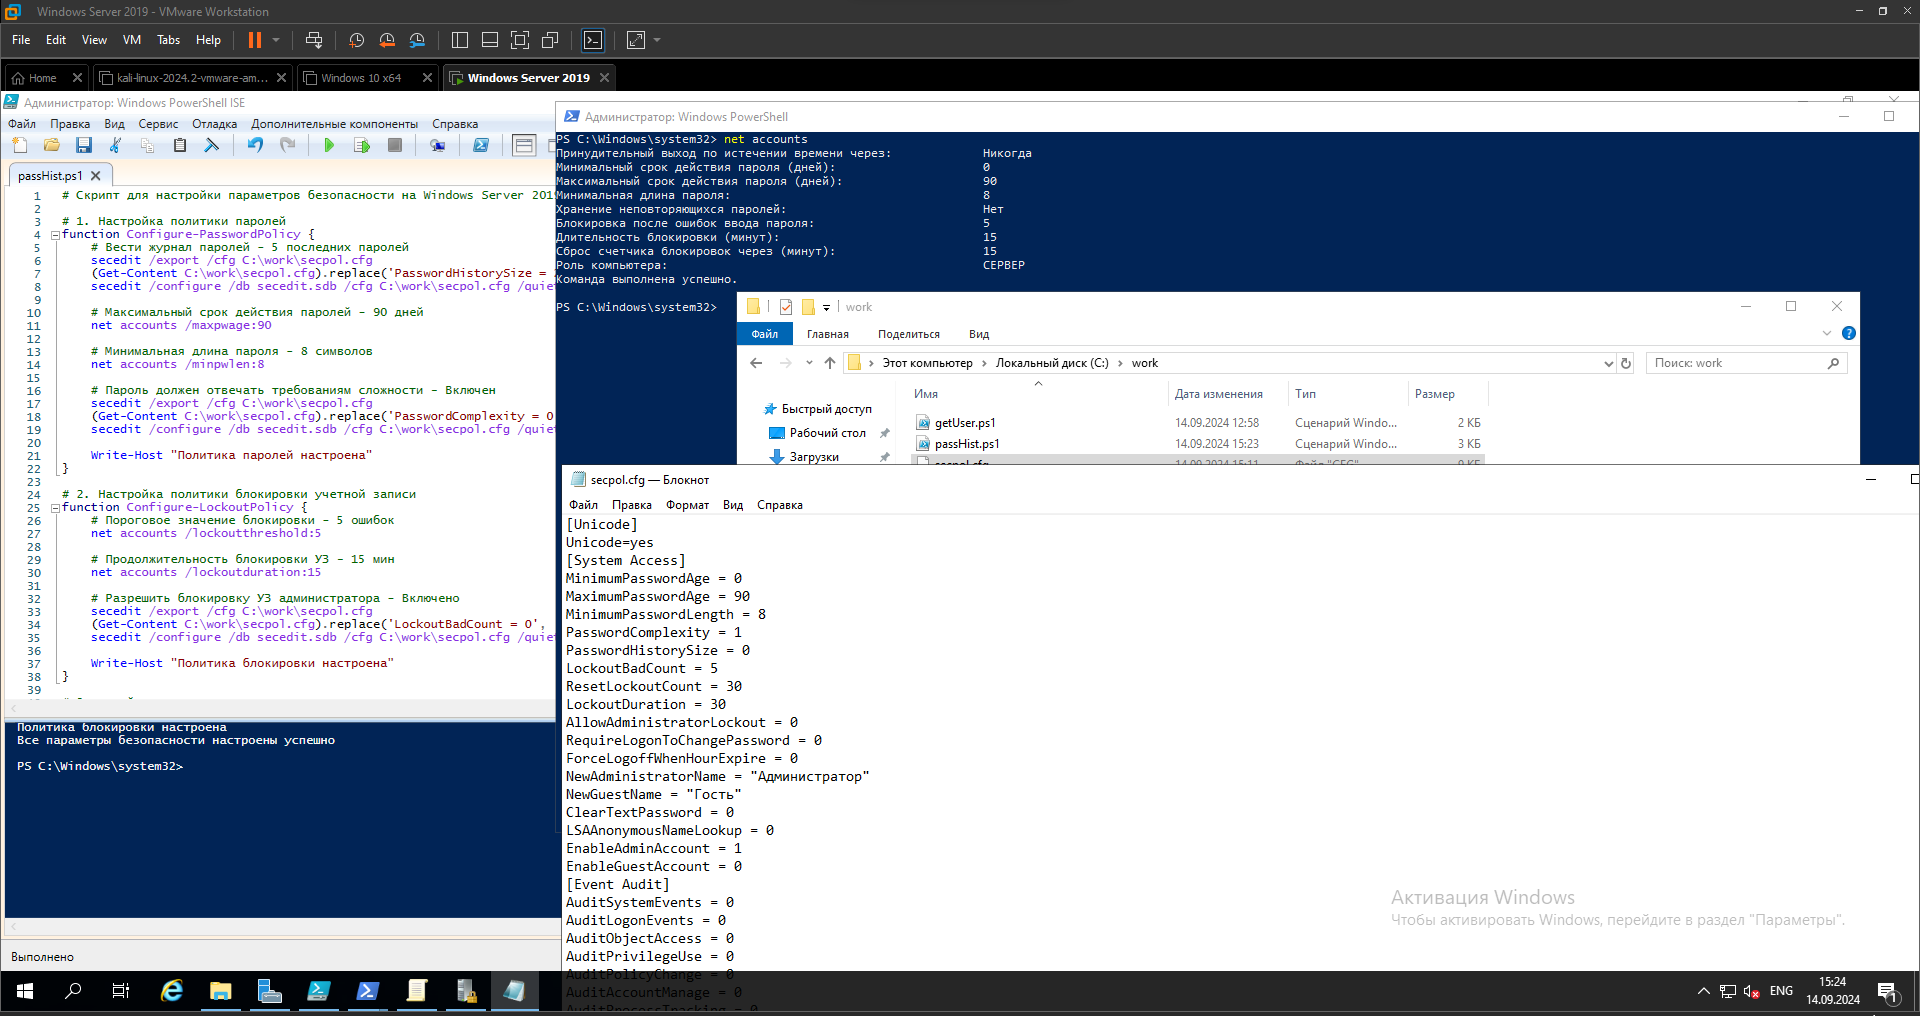 Windows Server 2019 - VMware Workstation
File Edit View VM Tabs Help
Home
kali-linux-2024.2-vmware-am...
Windows 10 x64
Windows Server 2019
Администратор: Windows PowerShell ISE
Файл Правка Вид Сервис Отладка Дополнительные компоненты Справка
passHist.ps1
1 # Скрипт для настройки параметров безопасности на Windows Server 201
2
3 # 1. Настройка политики паролей
4 function Configure-PasswordPolicy {
5 # Вести журнал паролей - 5 последних паролей
6 secedit /export /cfg C:\work\secpol.cfg
7 (Get-Content C:\work\secpol.cfg).replace('PasswordHistorySize =
8 secedit /configure /db secedit.sdb /cfg C:\work\secpol.cfg /quie
9
10 # Максимальный срок действия паролей - 90 дней
11 net accounts /maxpwage:90
12
13 # Минимальная длина пароля - 8 символов
14 net accounts /minpwlen:8
15
16 # Пароль должен отвечать требованиям сложности - Включен
17 secedit /export /cfg C:\work\secpol.cfg
18 (Get-Content C:\work\secpol.cfg).replace('PasswordComplexity = 0
19 secedit /configure /db secedit.sdb /cfg C:\work\secpol.cfg /quie
20
21 Write-Host "Политика паролей настроена"
22 }
23
24 # 2. Настройка политики блокировки учетной записи
25 function Configure-LockoutPolicy {
26 # Пороговое значение блокировки - 5 ошибок
27 net accounts /lockoutthreshold:5
28
29 # Продолжительность блокировки УЗ - 15 мин
30 net accounts /lockoutduration:15
31
32 # Разрешить блокировку УЗ администратора - Включено
33 secedit /export /cfg C:\work\secpol.cfg
34 (Get-Content C:\work\secpol.cfg).replace('LockoutBadCount = 0',
35 secedit /configure /db secedit.sdb /cfg C:\work\secpol.cfg /quie
36
37 Write-Host "Политика блокировки настроена"
38 }
39
Политика блокировки настроена
Все параметры безопасности настроены успешно
PS C:\Windows\system32>
Выполнено
Администратор: Windows PowerShell
PS C:\Windows\system32> net accounts
Принудительный выход по истечении времени через: Никогда
Минимальный срок действия пароля (дней): 0
Максимальный срок действия пароля (дней): 90
Минимальная длина пароля: 8
Хранение неповторяющихся паролей: Нет
Блокировка после ошибок ввода пароля: 5
Длительность блокировки (минут): 15
Сброс счетчика блокировок через (минут): 15
Роль компьютера: СЕРВЕР
Команда выполнена успешно.
PS C:\Windows\system32>
work
Файл Главная Поделиться Вид
Этот компьютер Локальный диск (C:) work
Поиск: work
Имя Дата изменения Тип Размер
Быстрый доступ
Рабочий стол
Загрузки
getUser.ps1 14.09.2024 12:58 Сценарий Windo... 2 КБ
passHist.ps1 14.09.2024 15:23 Сценарий Windo... 3 КБ
secpol.cfg 14.09.2024 15:11 Файл "CFG" 0 КБ
secpol.cfg — Блокнот
Файл Правка Формат Вид Справка
[Unicode]
Unicode=yes
[System Access]
MinimumPasswordAge = 0
MaximumPasswordAge = 90
MinimumPasswordLength = 8
PasswordComplexity = 1
PasswordHistorySize = 0
LockoutBadCount = 5
ResetLockoutCount = 30
LockoutDuration = 30
AllowAdministratorLockout = 0
RequireLogonToChangePassword = 0
ForceLogoffWhenHourExpire = 0
NewAdministratorName = "Администратор"
NewGuestName = "Гость"
ClearTextPassword = 0
LSAAnonymousNameLookup = 0
EnableAdminAccount = 1
EnableGuestAccount = 0
[Event Audit]
AuditSystemEvents = 0
AuditLogonEvents = 0
AuditObjectAccess = 0
AuditPrivilegeUse = 0
AuditPolicyChange = 0
AuditAccountManage = 0
AuditProcessTracking = 0
Активация Windows
Чтобы активировать Windows, перейдите в раздел "Параметры".
ENG
15:24
14.09.2024
1